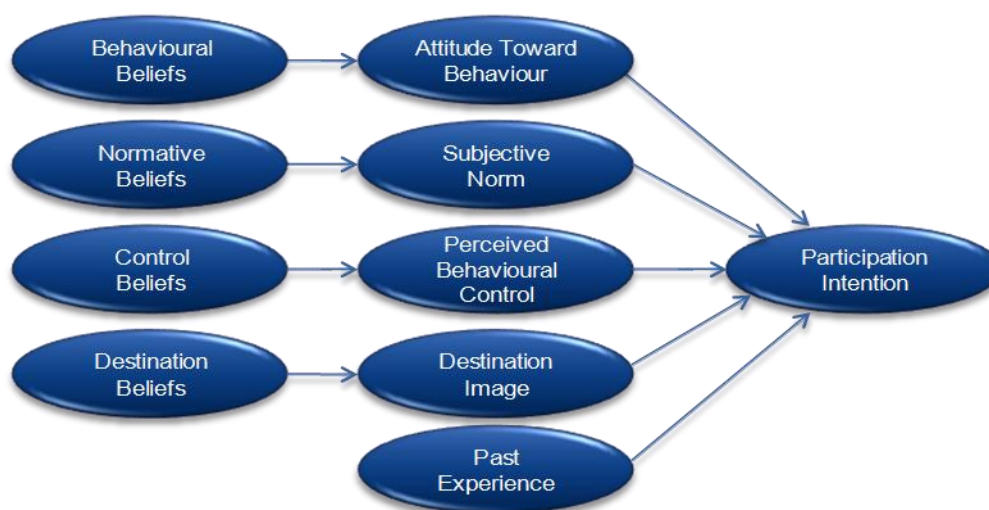 Behavioural
Beliefs
Attitude Toward
Behaviour
Normative
Beliefs
Subjective
Norm
Control
Beliefs
Perceived
Behavioural
Control
Participation
Intention
Destination
Beliefs
Destination
Image
Past
Experience